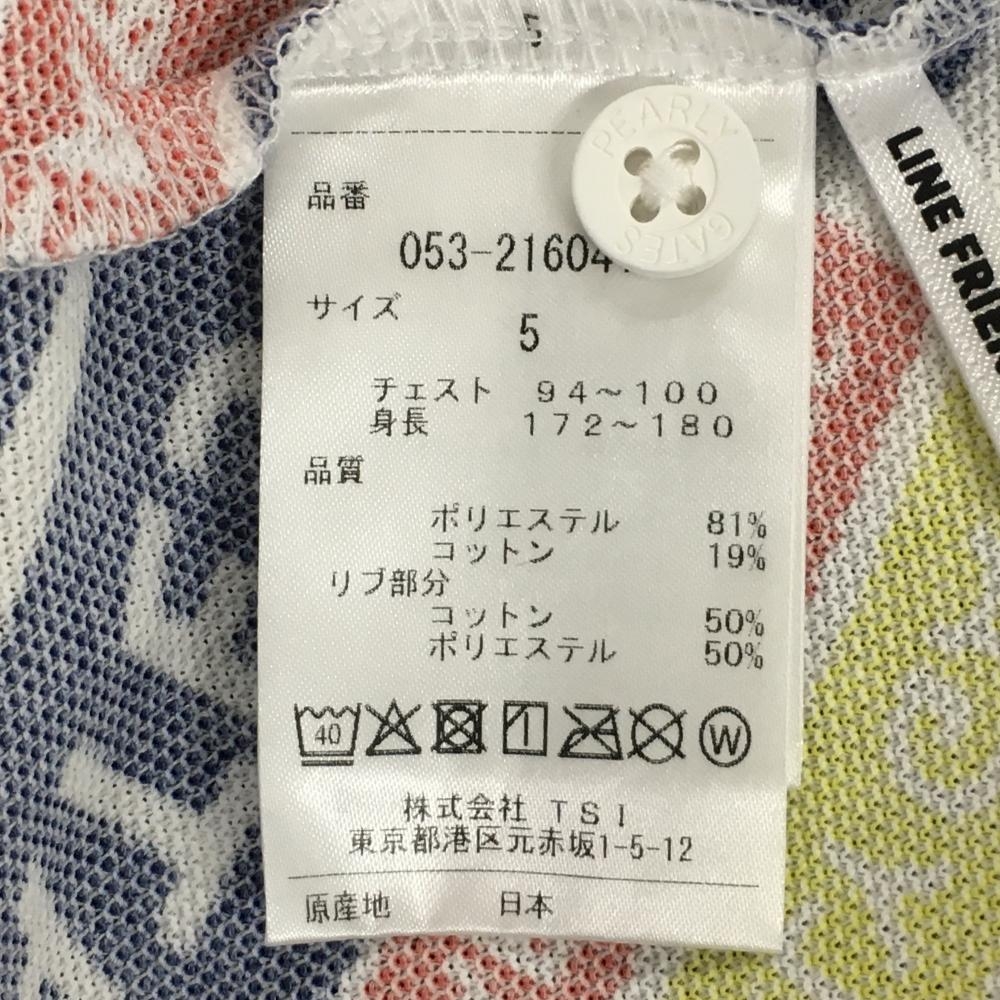 5
PEARLY
GATES
品番
053-21604
サイズ
5
チェスト 94～100
身長 172～180
品質
ポリエステル 81%
コットン 19%
リブ部分
コットン 50%
ポリエステル 50%
40
W
株式会社 TSI
東京都港区元赤坂1-5-12
原産地 日本
LINE